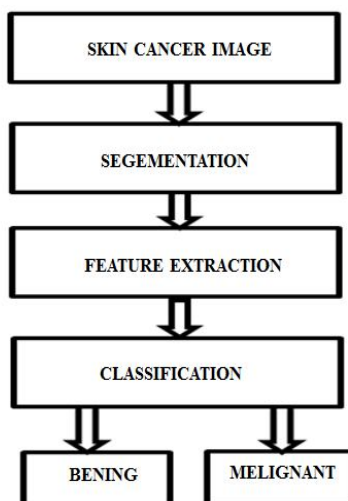 SKIN CANCER IMAGE
SEGEMENTATION
FEATURE EXTRACTION
CLASSIFICATION
BENING
MELIGNANT